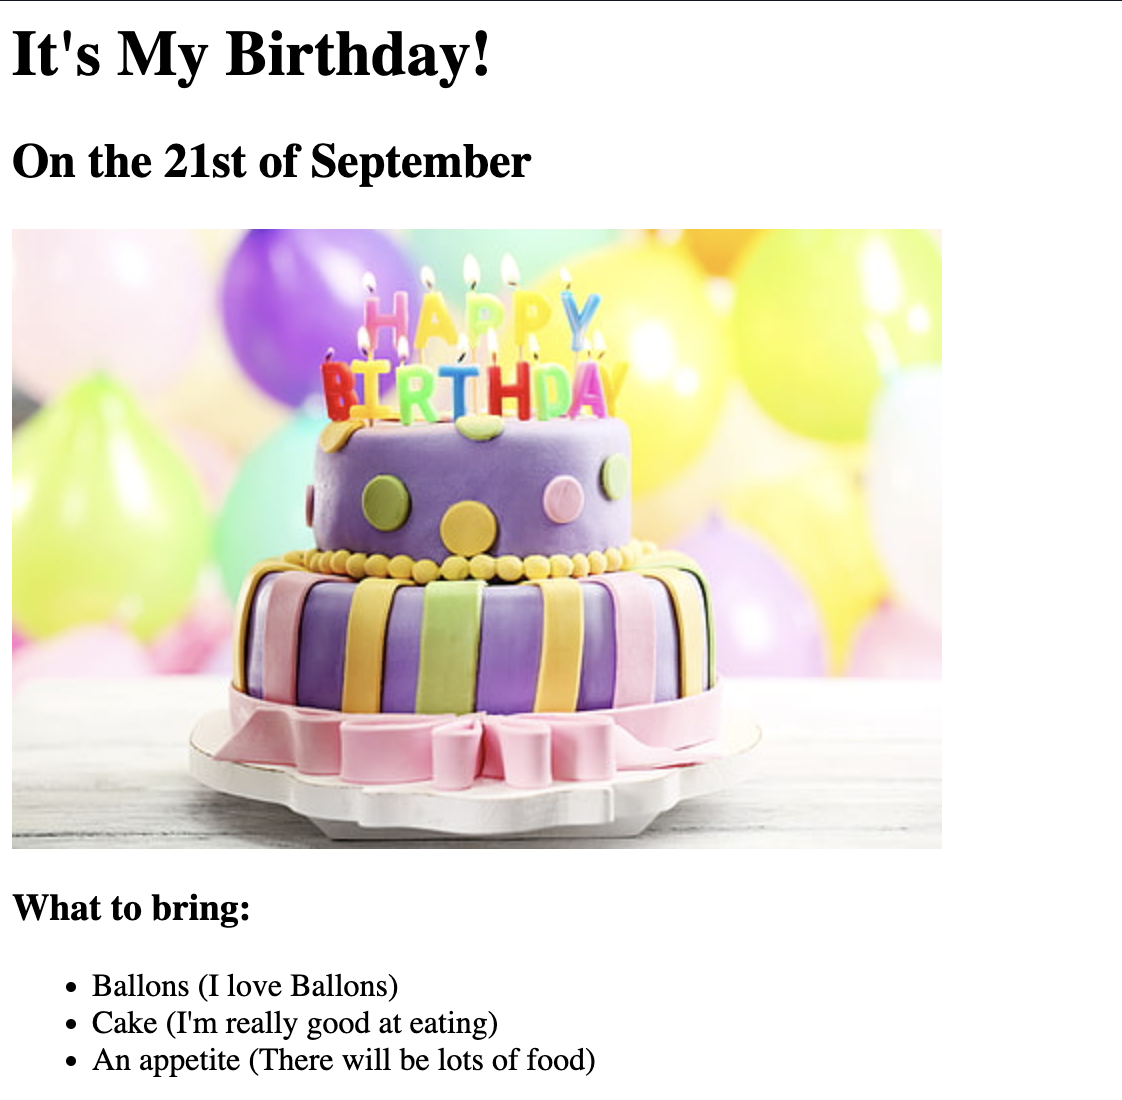 It's My Birthday!
On the 21st of September
HAPPY
BIRTHDAY
What to bring:
Ballons (I love Ballons)
Cake (I'm really good at eating)
An appetite (There will be lots of food)